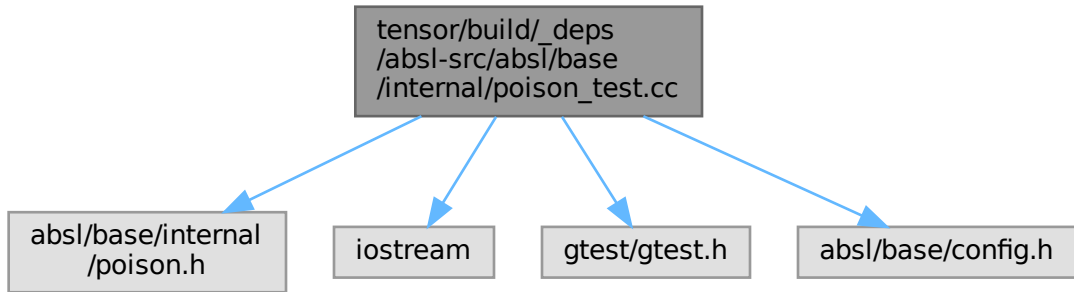 tensor/build/_deps
/absl-src/absl/base
/internal/poison_test.cc
absl/base/internal
/poison.h
iostream
gtest/gtest.h
absl/base/config.h